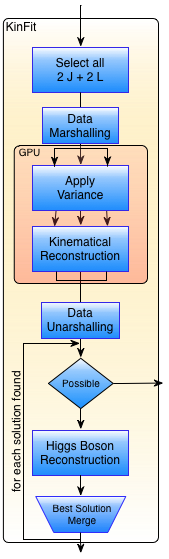 KinFit
Select all
2 J + 2 L
Data
Marshalling
GPU
Apply
Variance
Kinematical
Reconstruction
Data
Unarshalling
Possible
for each solution found
Higgs Boson
Reconstruction
Best Solution
Merge